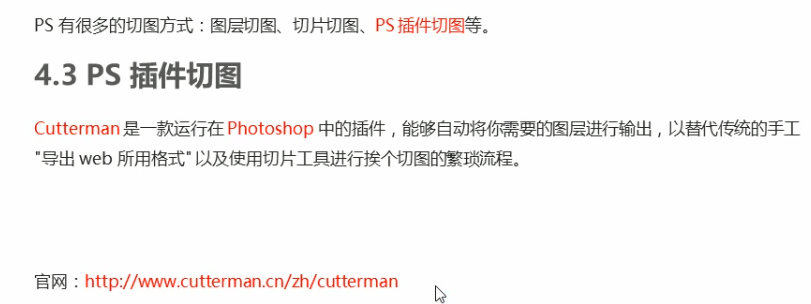 PS 有很多的切图方式：图层切图、切片切图、PS 插件切图等。
4.3 PS 插件切图
Cutterman 是一款运行在 Photoshop 中的插件，能够自动将你需要的图层进行输出，以替代传统的手工
"导出 web 所用格式" 以及使用切片工具进行挨个切图的繁琐流程。
官网：http://www.cutterman.cn/zh/cutterman